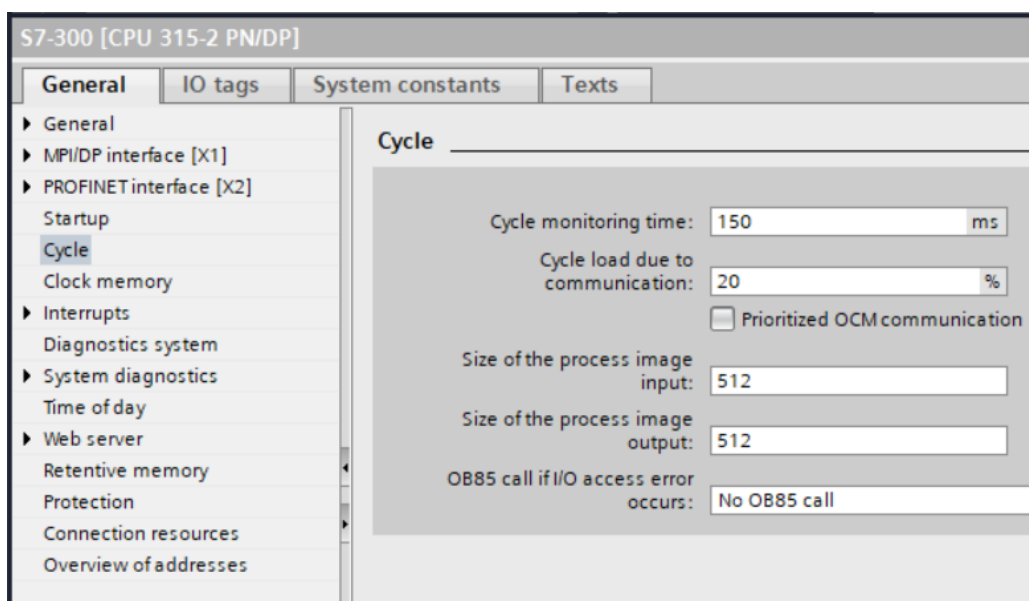 S7-300 [CPU 315-2 PN/DP]
General IO tags System constants Texts
General
MPI/DP interface [X1]
PROFINET interface [X2]
Startup
Cycle
Clock memory
Interrupts
Diagnostics system
System diagnostics
Time of day
Web server
Retentive memory
Protection
Connection resources
Overview of addresses
Cycle
Cycle monitoring time: 150 ms
Cycle load due to
communication: 20 %
Prioritized OCM communication
Size of the process image
input: 512
Size of the process image
output: 512
OB85 call if I/O access error
occurs: No OB85 call